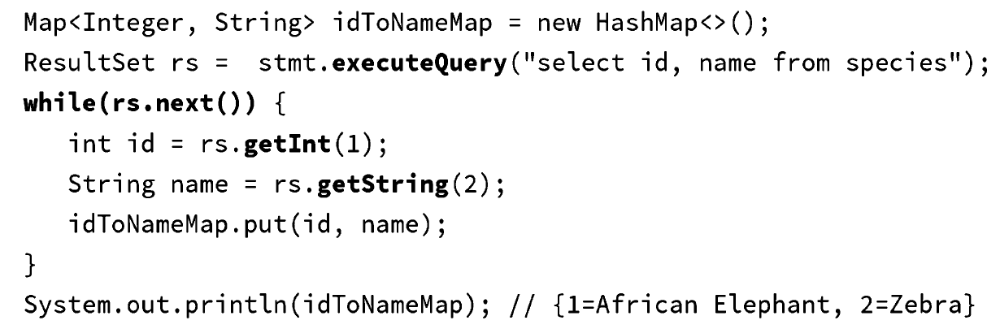 Map<Integer, String> idToNameMap = new HashMap<>();
ResultSet rs =  stmt.executeQuery("select id, name from species");
while(rs.next()) {
   int id = rs.getInt(1);
   String name = rs.getString(2);
   idToNameMap.put(id, name);
}
System.out.println(idToNameMap); // {1=African Elephant, 2=Zebra}